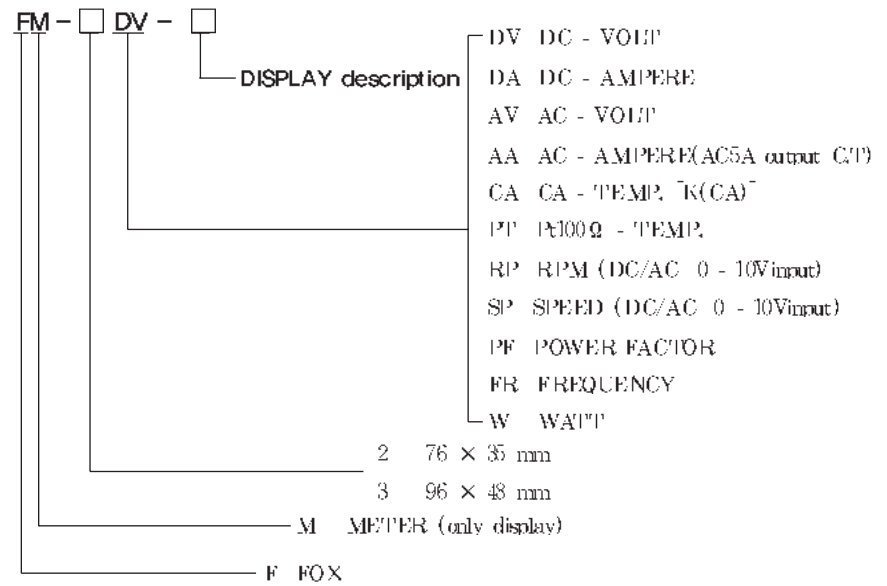 FM - □ DV - □
DISPLAY description
DV DC - VOLT
DA DC - AMPERE
AV AC - VOLT
AA AC - AMPERE(AC5A output C/T)
CA CA - TEMP. "K(CA)"
PT Pt100Ω - TEMP.
RP RPM (DC/AC 0 - 10Vinput)
SP SPEED (DC/AC 0 - 10Vinput)
PF POWER FACTOR
FR FREQUENCY
W WATT
2 76 × 35 mm
3 96 × 48 mm
M METER (only display)
F FOX